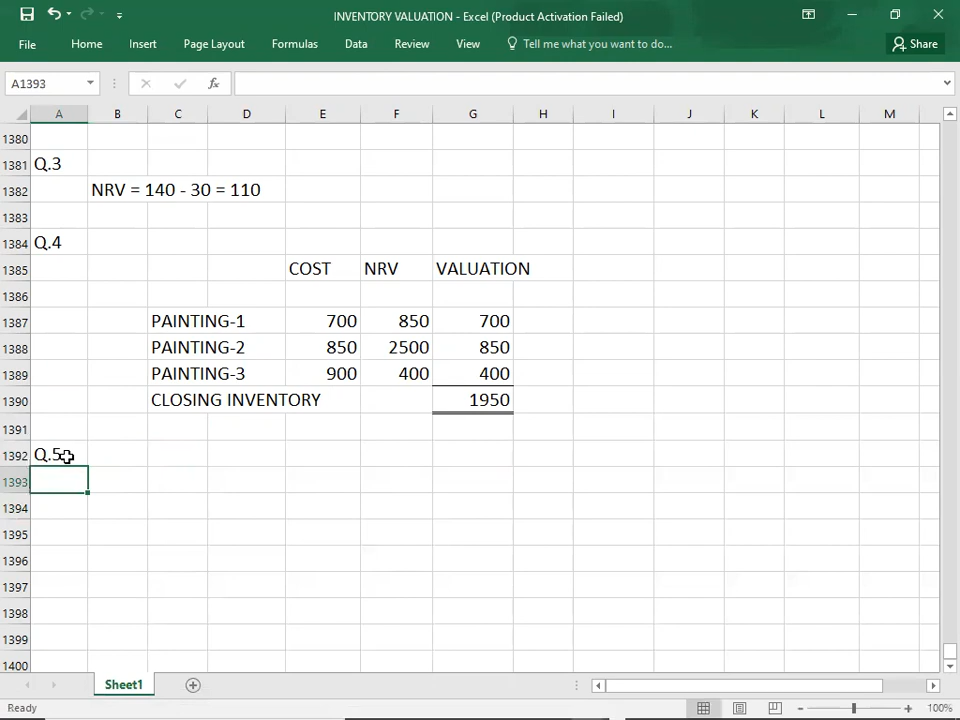 INVENTORY VALUATION - Excel (Product Activation Failed)
File Home Insert Page Layout Formulas Data Review View Tell me what you want to do... Share
A1393 fx
A B C D E F G H I J K L M
1380
1381 Q.3
1382 NRV = 140 - 30 = 110
1383
1384 Q.4
1385 COST NRV VALUATION
1386
1387 PAINTING-1 700 850 700
1388 PAINTING-2 850 2500 850
1389 PAINTING-3 900 400 400
1390 CLOSING INVENTORY 1950
1391
1392 Q.5
1393
1394
1395
1396
1397
1398
1399
1400
Sheet1
Ready 100%